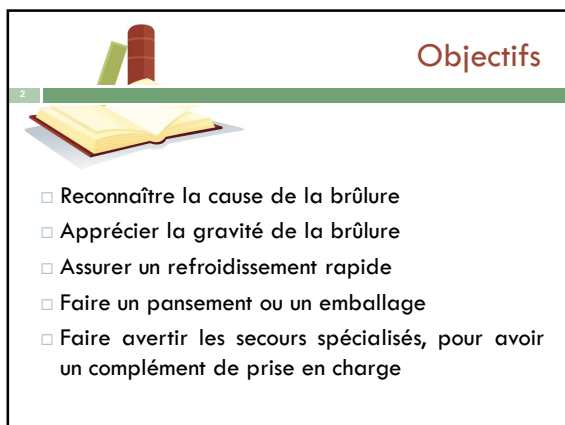 Objectifs
2
Reconnaître la cause de la brûlure
Apprécier la gravité de la brûlure
Assurer un refroidissement rapide
Faire un pansement ou un emballage
Faire avertir les secours spécialisés, pour avoir
un complément de prise en charge